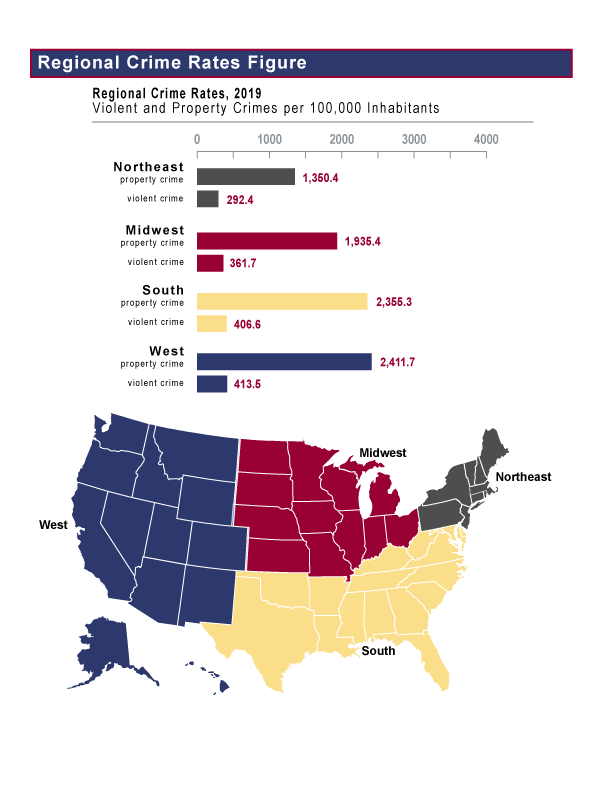 Regional Crime Rates Figure
Regional Crime Rates, 2019
Violent and Property Crimes per 100,000 Inhabitants
0 1000 2000 3000 4000
Northeast
property crime 1,350.4
violent crime 292.4
Midwest
property crime 1,935.4
violent crime 361.7
South
property crime 2,355.3
violent crime 406.6
West
property crime 2,411.7
violent crime 413.5
Midwest
Northeast
West
South